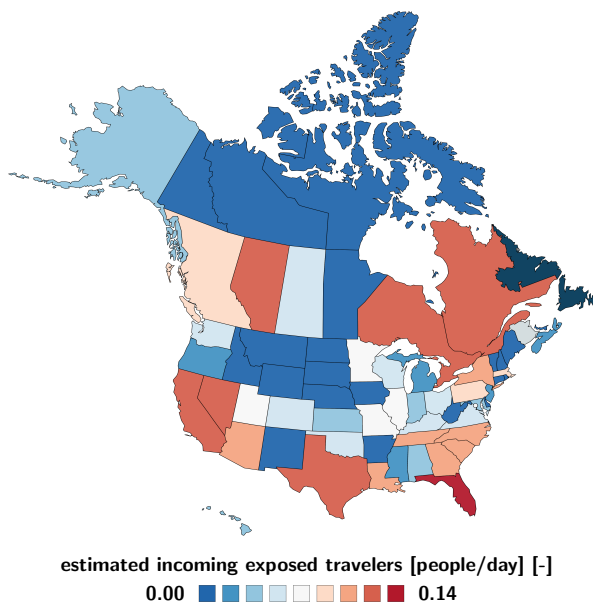 estimated incoming exposed travelers [people/day] [-]
0.00 0.14